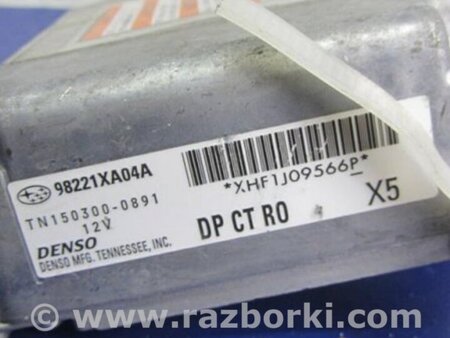 98221XA04A
TN150300-0891
12V
DENSO
DENSO MFG. TENNESSEE, INC.
*XHF1J09566P*
DP CT RO
X5
© www.razborki.com